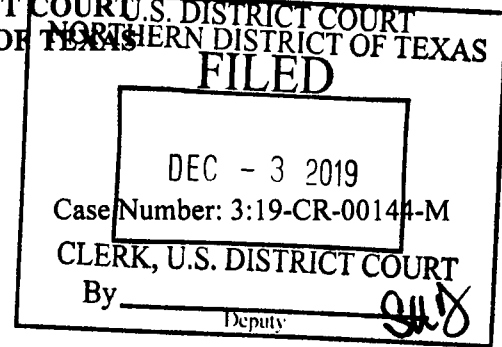 T COURT U.S. DISTRICT COURT
OF TEXAS NORTHERN DISTRICT OF TEXAS
FILED
DEC - 3 2019
Case Number: 3:19-CR-00144-M
CLERK, U.S. DISTRICT COURT
By
Deputy